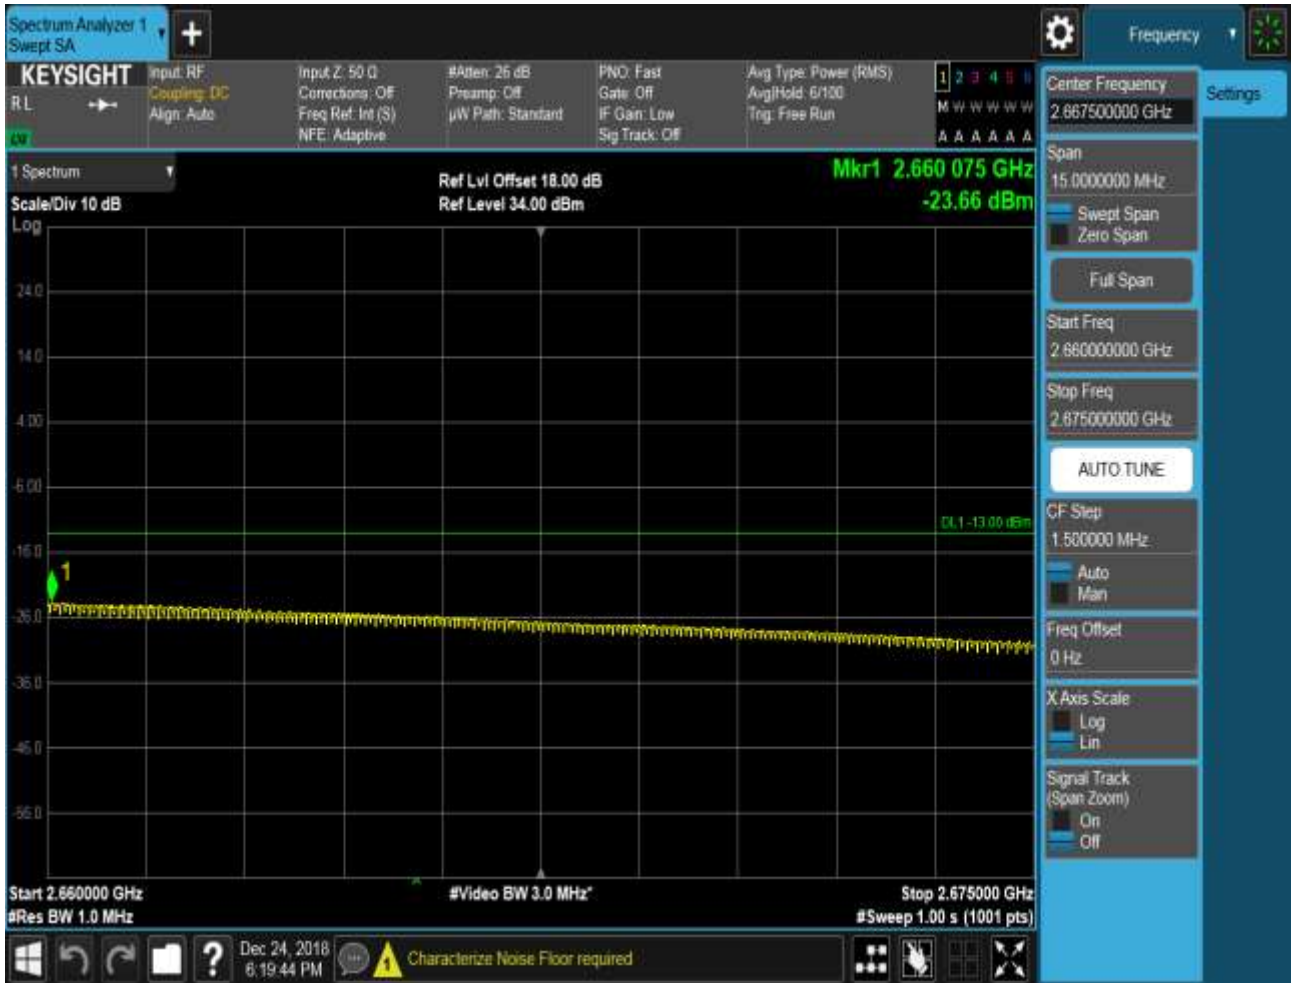 Spectrum Analyzer 1
Swept SA
+
Frequency
KEYSIGHT
Input: RF
Input Z: 50 Ω
#Atten: 26 dB
PNO: Fast
Avg Type: Power (RMS)
1 2 3 4 5 6
RL
Coupling: DC
Corrections: Off
Preamp: Off
Gate: Off
Avg|Hold: 6/100
M W W W W W
Align: Auto
Freq Ref: Int (S)
µW Path: Standard
IF Gain: Low
Trig: Free Run
NFE: Adaptive
Sig Track: Off
A A A A A A
1 Spectrum
Ref Lvl Offset 18.00 dB
Mkr1 2.660 075 GHz
Scale/Div 10 dB
Ref Level 34.00 dBm
-23.66 dBm
Log
24.0
14.0
4.00
-6.00
DL1 -13.00 dBm
-16.0
1
-26.0
-36.0
-46.0
-56.0
Start 2.660000 GHz
#Video BW 3.0 MHz*
Stop 2.675000 GHz
#Res BW 1.0 MHz
#Sweep 1.00 s (1001 pts)
?
Dec 24, 2018
6:19:44 PM
1
Characterize Noise Floor required
Center Frequency
2.667500000 GHz
Settings
Span
15.0000000 MHz
Swept Span
Zero Span
Full Span
Start Freq
2.660000000 GHz
Stop Freq
2.675000000 GHz
AUTO TUNE
CF Step
1.500000 MHz
Auto
Man
Freq Offset
0 Hz
X Axis Scale
Log
Lin
Signal Track
(Span Zoom)
On
Off